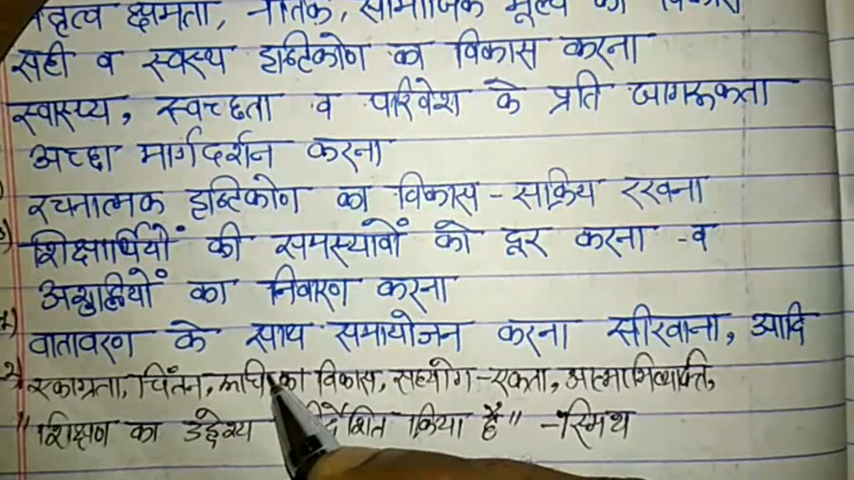 क्षमता, नैतिक, सामाजिक मूल्य का विकास
सही व स्वस्थ दृष्टिकोण का विकास करना
स्वास्थ्य, स्वच्छता व परिवेश के प्रति जागरूकता
अच्छा मार्गदर्शन करना
रचनात्मक दृष्टिकोण का विकास - सक्रिय रखना
शिक्षार्थियों की समस्यावों को दूर करना - व
अशुद्धियों का निवारण करना
वातावरण के साथ समायोजन करना सीखाना, आदि
एकाग्रता, चिंतन, रूचि का विकास, सहयोग - एकता, आत्माभिव्यक्ति,
"शिक्षण का उद्देश्य क्रिया है" - स्मिथ